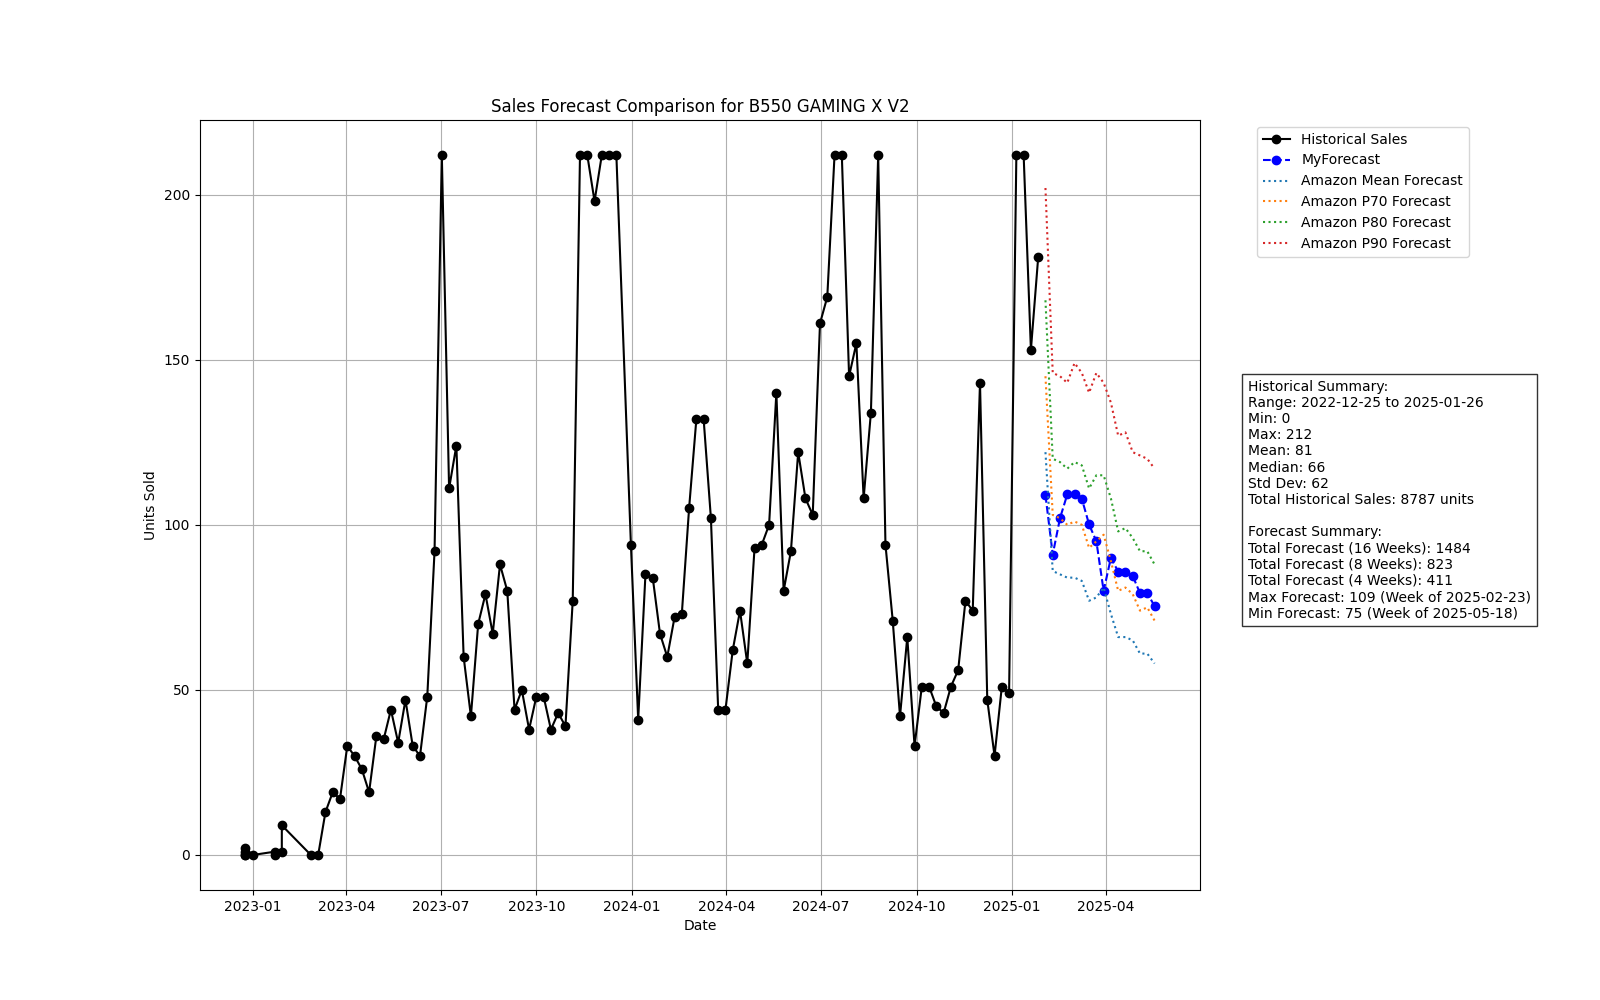 Sales Forecast Comparison for B550 GAMING X V2
Historical Sales
MyForecast
Amazon Mean Forecast
Amazon P70 Forecast
Amazon P80 Forecast
Amazon P90 Forecast
200
150
100
50
0
Units Sold
2023-01
2023-04
2023-07
2023-10
2024-01
2024-04
2024-07
2024-10
2025-01
2025-04
Date
Historical Summary:
Range: 2022-12-25 to 2025-01-26
Min: 0
Max: 212
Mean: 81
Median: 66
Std Dev: 62
Total Historical Sales: 8787 units
Forecast Summary:
Total Forecast (16 Weeks): 1484
Total Forecast (8 Weeks): 823
Total Forecast (4 Weeks): 411
Max Forecast: 109 (Week of 2025-02-23)
Min Forecast: 75 (Week of 2025-05-18)